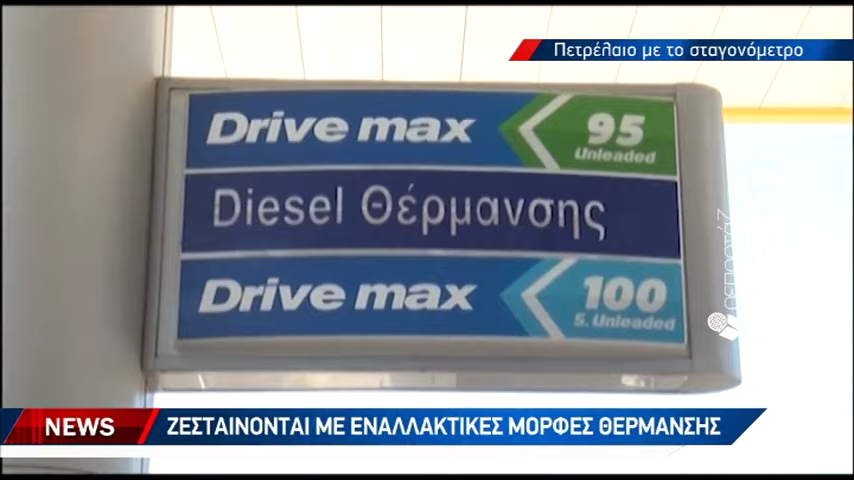 Πετρέλαιο με το σταγονόμετρο
Drive max 95
Unleaded
Diesel Θέρμανσης
Drive max 100
S. Unleaded
ρεπορτάζ
NEWS ΖΕΣΤΑΙΝΟΝΤΑΙ ΜΕ ΕΝΑΛΛΑΚΤΙΚΕΣ ΜΟΡΦΕΣ ΘΕΡΜΑΝΣΗΣ